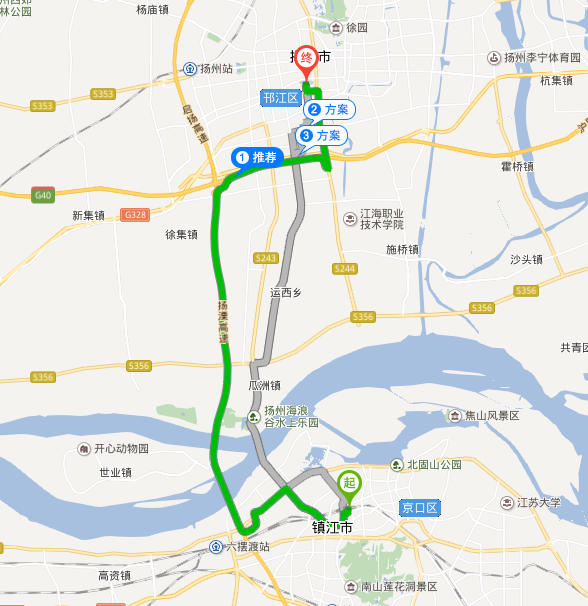 杨庙镇
徐园
林公园
终
扬州站
扬州李宁体育园
杭集镇
S353
S353
邗江区
2 方案
启扬高速
3 方案
1 推荐
霍桥镇
G40
新集镇
G328
江海职业
技术学院
徐集镇
施桥镇
沙头镇
S243
S244
运西乡
S356
S356
S356
扬溧高速
共青团
S356
S356
瓜洲镇
扬州海浪
谷水上乐园
焦山风景区
开心动物园
北固山公园
世业镇
起
京口区
江苏大学
镇江市
六摆渡站
高资镇
南山莲花洞景区